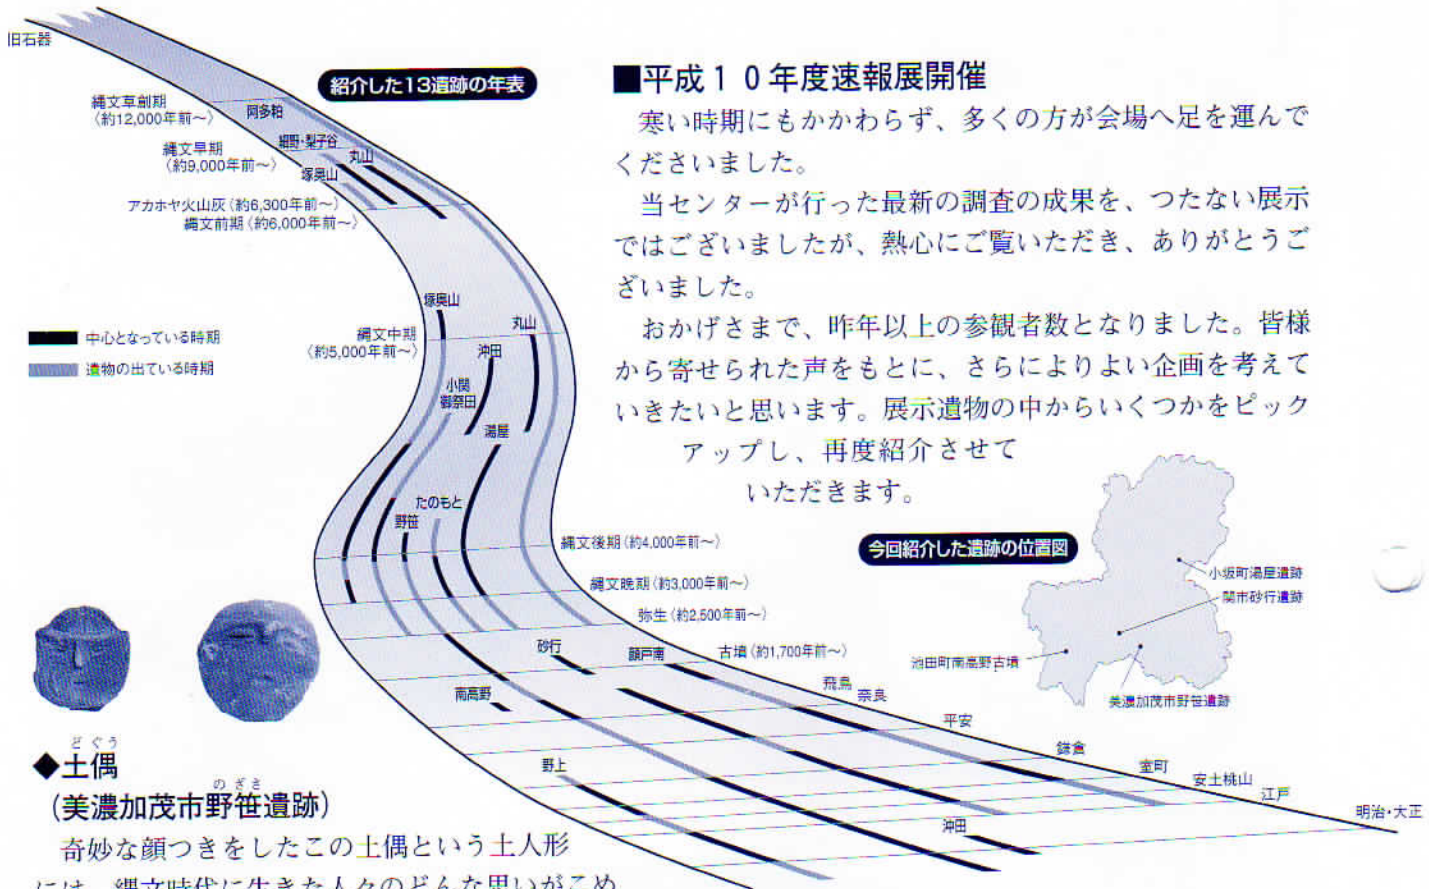 旧石器
紹介した13遺跡の年表
縄文草創期
〈約12,000年前〜〉
阿多粕
縄文早期
〈約9,000年前〜〉
細野・梨子谷
丸山
塚奥山
アカホヤ火山灰〈約6,300年前〜〉
縄文前期〈約6,000年前〜〉
塚奥山
丸山
中心となっている時期
遺物の出ている時期
縄文中期
〈約5,000年前〜〉
沖田
小関
御祭田
湯屋
たのもと
野笹
縄文後期〈約4,000年前〜〉
縄文晩期〈約3,000年前〜〉
弥生〈約2,500年前〜〉
古墳〈約1,700年前〜〉
砂行
顔戸南
南高野
飛鳥
奈良
平安
鎌倉
室町
安土桃山
江戸
明治・大正
野上
沖田
■平成10年度速報展開催
寒い時期にもかかわらず、多くの方が会場へ足を運んで
くださいました。
当センターが行った最新の調査の成果を、つたない展示
ではございましたが、熱心にご覧いただき、ありがとうご
ざいました。
おかげさまで、昨年以上の参観者数となりました。皆様
から寄せられた声をもとに、さらによりよい企画を考えて
いきたいと思います。展示遺物の中からいくつかをピック
アップし、再度紹介させて
いただきます。
今回紹介した遺跡の位置図
小坂町湯屋遺跡
関市砂行遺跡
池田町南高野古墳
美濃加茂市野笹遺跡
どぐう
◆土偶
のざさ
(美濃加茂市野笹遺跡)
奇妙な顔つきをしたこの土偶という土人形
には、縄文時代に生きた人々のどんな思いがこめ